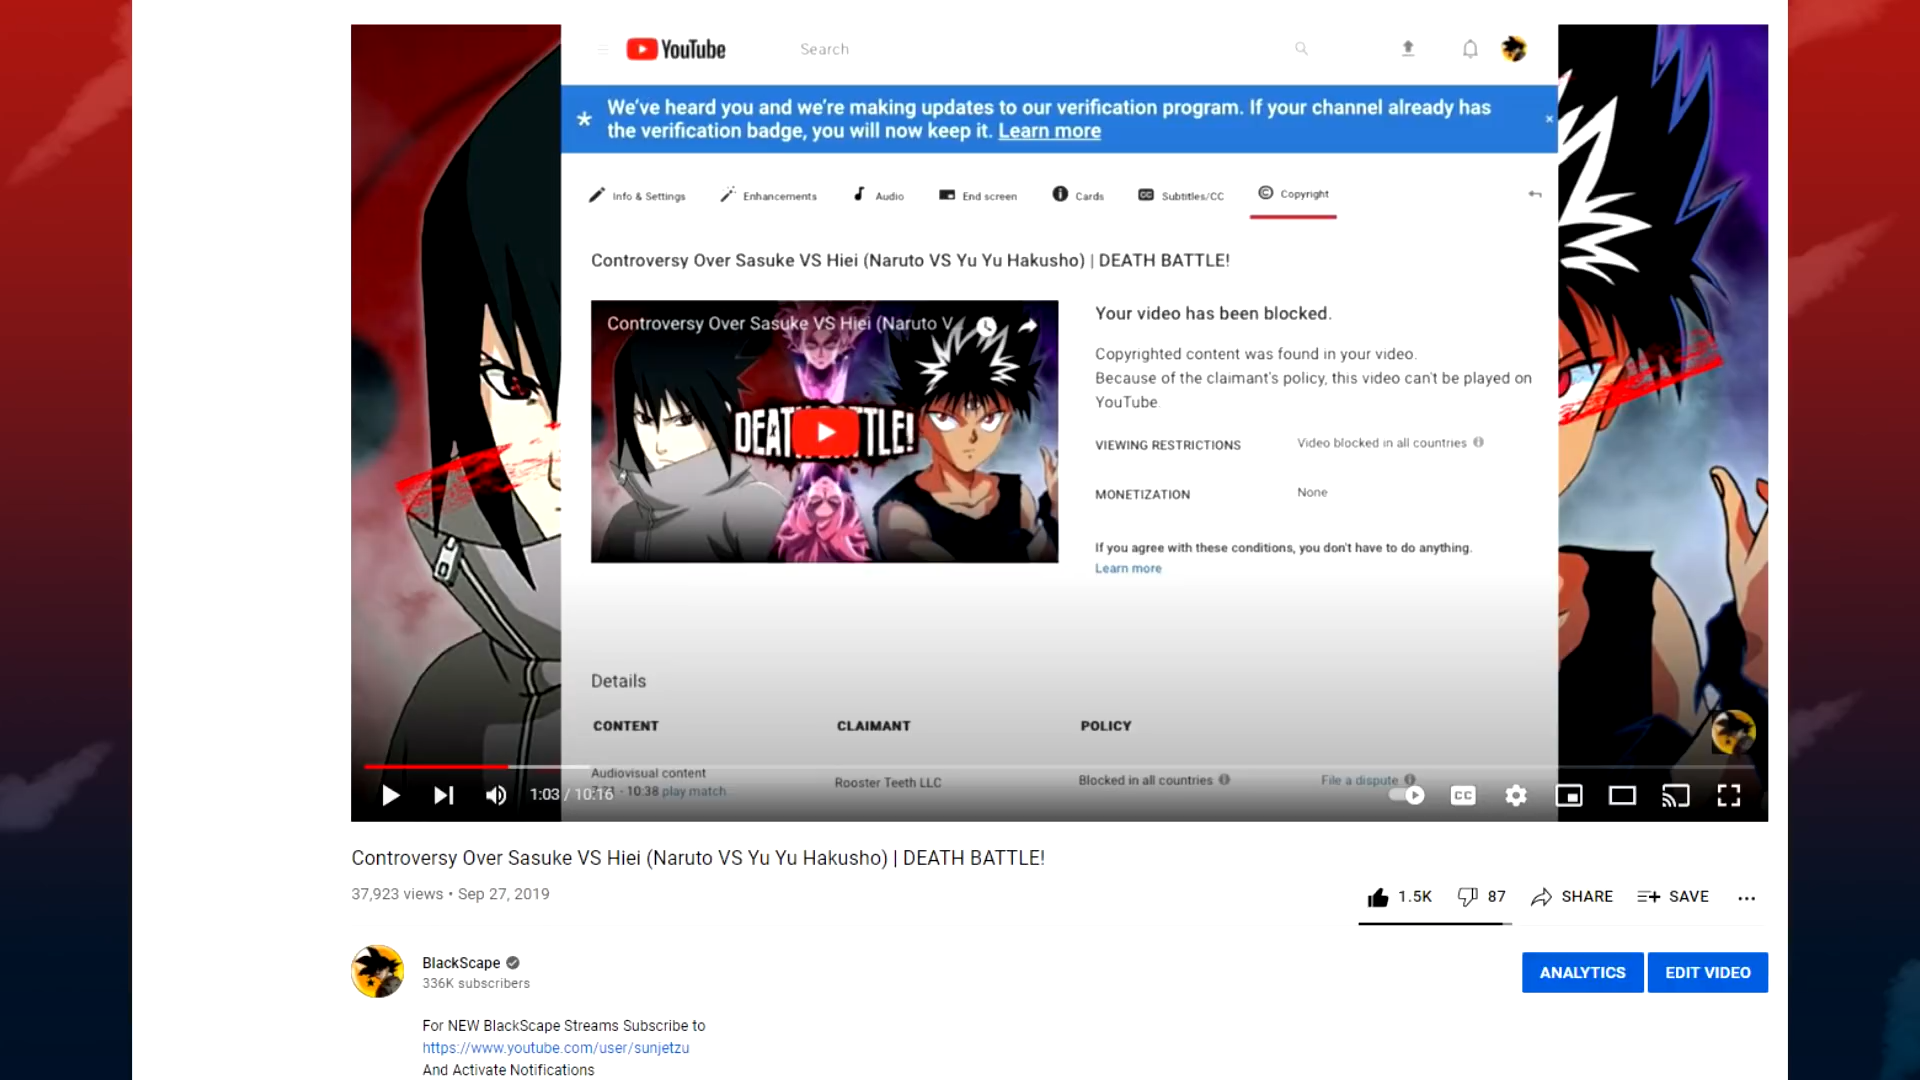 YouTube
Search
We've heard you and we're making updates to our verification program. If your channel already has
the verification badge, you will now keep it. Learn more
Info & Settings
Enhancements
Audio
End screen
Cards
CC
Subtitles/CC
Copyright
Controversy Over Sasuke VS Hiei (Naruto VS Yu Yu Hakusho) | DEATH BATTLE!
Controversy Over Sasuke VS Hiei (Naruto V
Your video has been blocked.
Copyrighted content was found in your video.
Because of the claimant's policy, this video can't be played on
YouTube.
VIEWING RESTRICTIONS
Video blocked in all countries
MONETIZATION
None
If you agree with these conditions, you don't have to do anything.
Learn more
Details
CONTENT
CLAIMANT
POLICY
Audiovisual content
- 10:38 play match
Rooster Teeth LLC
Blocked in all countries
File a dispute
1:03 / 10:16
CC
Controversy Over Sasuke VS Hiei (Naruto VS Yu Yu Hakusho) | DEATH BATTLE!
37,923 views • Sep 27, 2019
1.5K
87
SHARE
SAVE
BlackScape
336K subscribers
ANALYTICS
EDIT VIDEO
For NEW BlackScape Streams Subscribe to
https://www.youtube.com/user/sunjetzu
And Activate Notifications